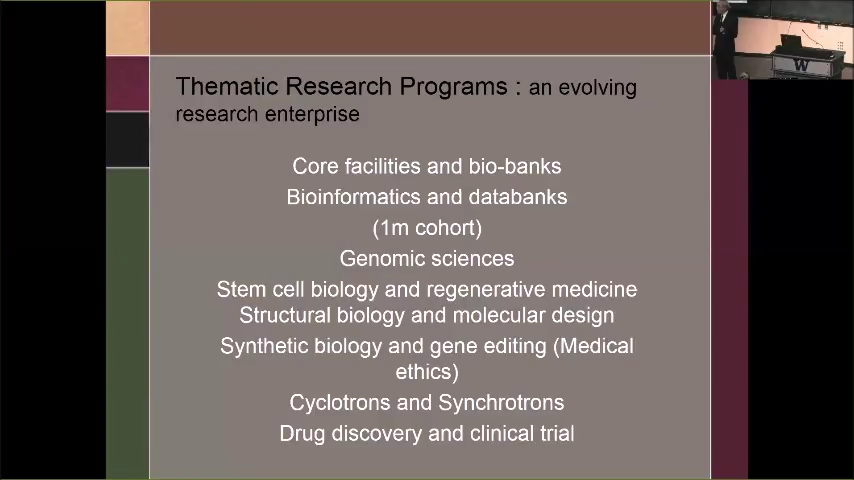 Thematic Research Programs : an evolving
research enterprise
Core facilities and bio-banks
Bioinformatics and databanks
(1m cohort)
Genomic sciences
Stem cell biology and regenerative medicine
Structural biology and molecular design
Synthetic biology and gene editing (Medical
ethics)
Cyclotrons and Synchrotrons
Drug discovery and clinical trial
W